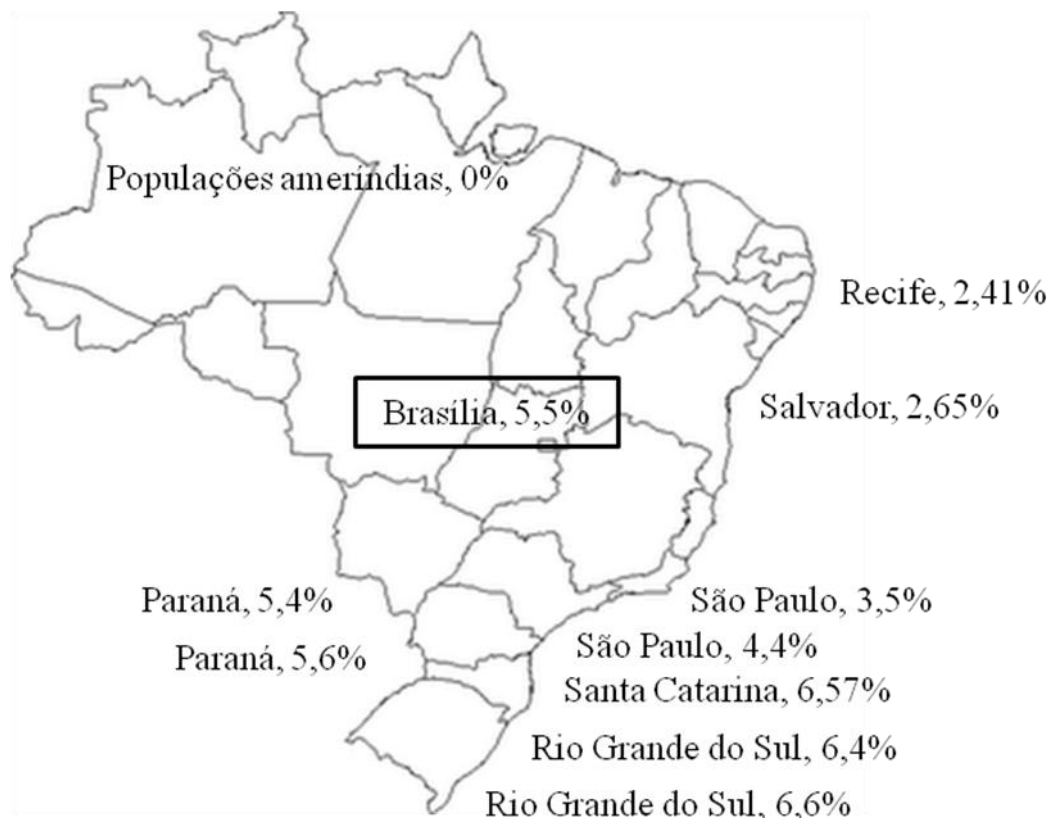 Populações ameríndias, 0%
Recife, 2,41%
Brasília, 5,5%
Salvador, 2,65%
Paraná, 5,4%
São Paulo, 3,5%
Paraná, 5,6%
São Paulo, 4,4%
Santa Catarina, 6,57%
Rio Grande do Sul, 6,4%
Rio Grande do Sul, 6,6%